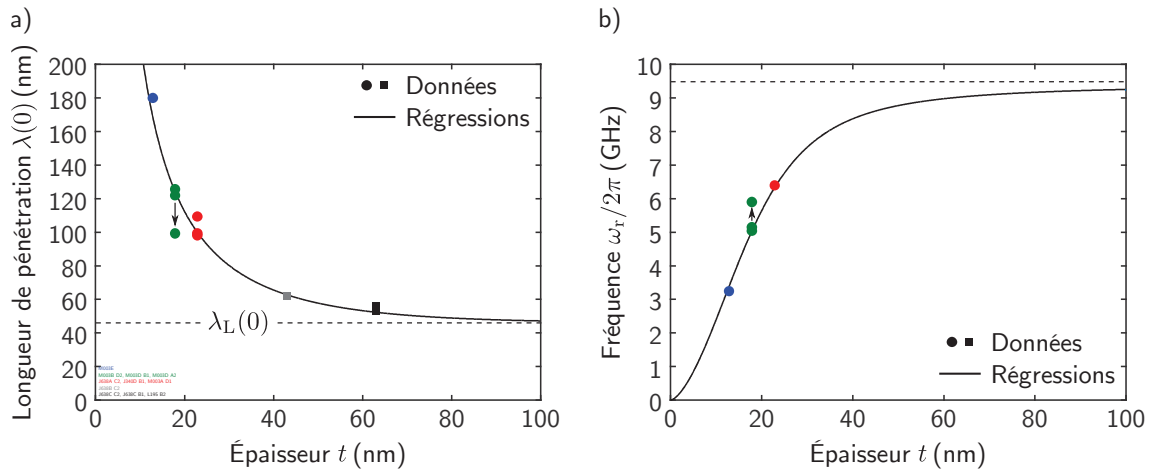 a)
Longueur de pénétration λ(0) (nm)
200
180
160
140
120
100
80
60
40
20
0
Données
Régressions
λL(0)
0 20 40 60 80 100
Épaisseur t (nm)
b)
Fréquence ωr/2π (GHz)
10
9
8
7
6
5
4
3
2
1
0
Données
Régressions
0 20 40 60 80 100
Épaisseur t (nm)